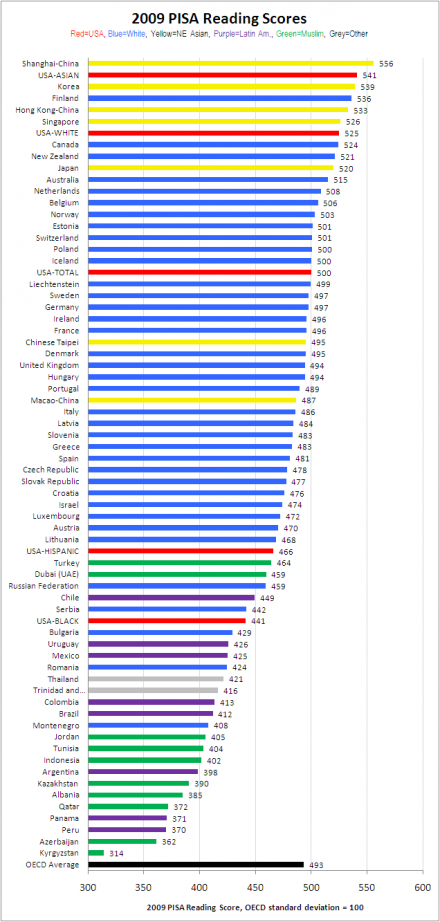 2009 PISA Reading Scores
Red=USA, Blue=White, Yellow=NE Asian, Purple=Latin Am., Green=Muslim, Grey=Other
Shanghai-China 556
USA-ASIAN 541
Korea 539
Finland 536
Hong Kong-China 533
Singapore 526
USA-WHITE 525
Canada 524
New Zealand 521
Japan 520
Australia 515
Netherlands 508
Belgium 506
Norway 503
Estonia 501
Switzerland 501
Poland 500
Iceland 500
USA-TOTAL 500
Liechtenstein 499
Sweden 497
Germany 497
Ireland 496
France 496
Chinese Taipei 495
Denmark 495
United Kingdom 494
Hungary 494
Portugal 489
Macao-China 487
Italy 486
Latvia 484
Slovenia 483
Greece 483
Spain 481
Czech Republic 478
Slovak Republic 477
Croatia 476
Israel 474
Luxembourg 472
Austria 470
Lithuania 468
USA-HISPANIC 466
Turkey 464
Dubai (UAE) 459
Russian Federation 459
Chile 449
Serbia 442
USA-BLACK 441
Bulgaria 429
Uruguay 426
Mexico 425
Romania 424
Thailand 421
Trinidad and... 416
Colombia 413
Brazil 412
Montenegro 408
Jordan 405
Tunisia 404
Indonesia 402
Argentina 398
Kazakhstan 390
Albania 385
Qatar 372
Panama 371
Peru 370
Azerbaijan 362
Kyrgyzstan 314
OECD Average 493
300 350 400 450 500 550 600
2009 PISA Reading Score, OECD standard deviation = 100